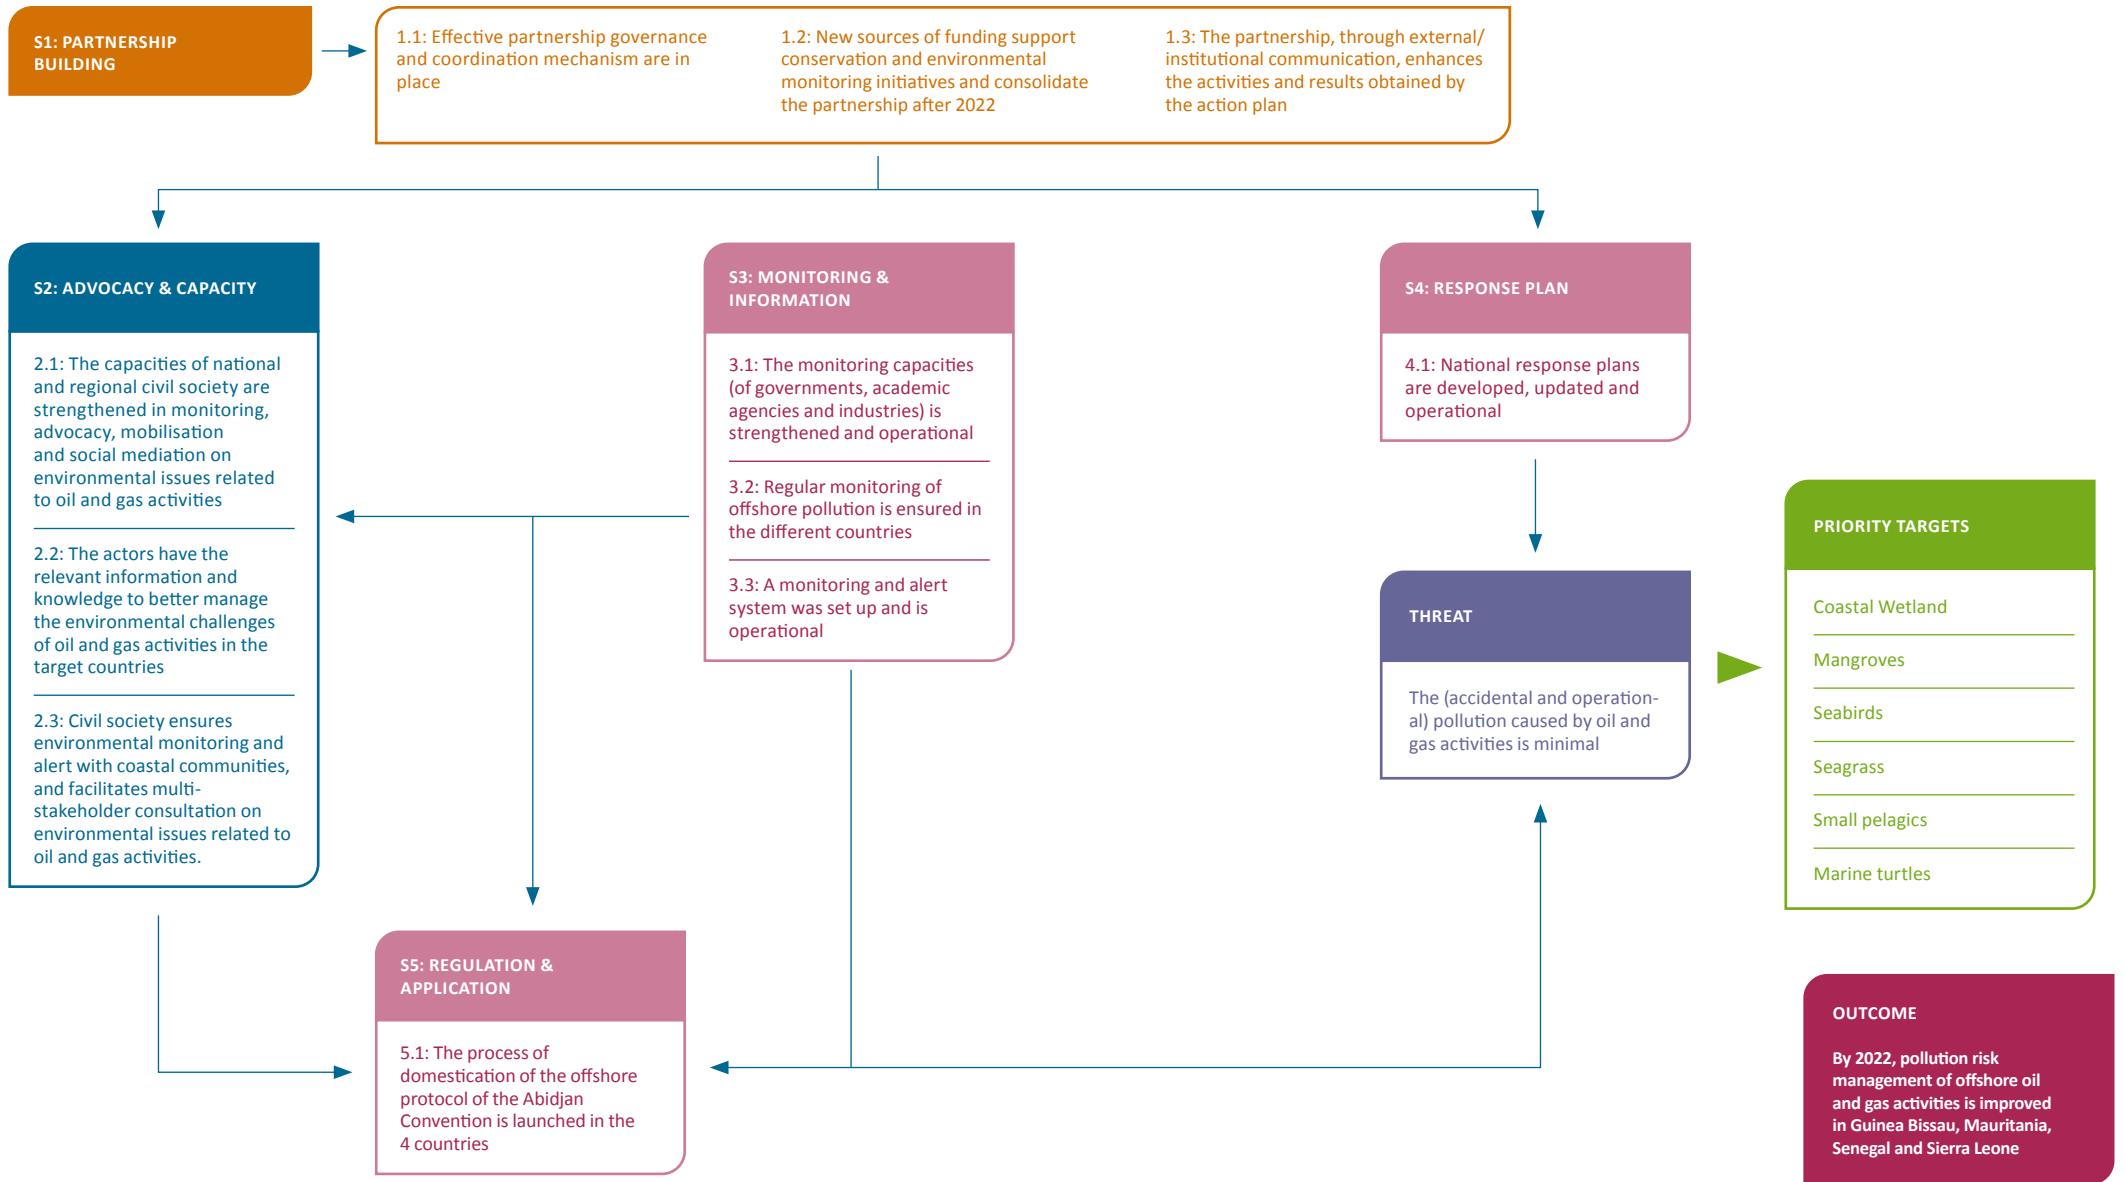 S1: PARTNERSHIP
BUILDING
1.1: Effective partnership governance
and coordination mechanism are in
place
1.2: New sources of funding support
conservation and environmental
monitoring initiatives and consolidate
the partnership after 2022
1.3: The partnership, through external/
institutional communication, enhances
the activities and results obtained by
the action plan
S2: ADVOCACY & CAPACITY
2.1: The capacities of national
and regional civil society are
strengthened in monitoring,
advocacy, mobilisation
and social mediation on
environmental issues related
to oil and gas activities
2.2: The actors have the
relevant information and
knowledge to better manage
the environmental challenges
of oil and gas activities in the
target countries
2.3: Civil society ensures
environmental monitoring and
alert with coastal communities,
and facilitates multi-
stakeholder consultation on
environmental issues related to
oil and gas activities.
S3: MONITORING &
INFORMATION
3.1: The monitoring capacities
(of governments, academic
agencies and industries) is
strengthened and operational
3.2: Regular monitoring of
offshore pollution is ensured in
the different countries
3.3: A monitoring and alert
system was set up and is
operational
S4: RESPONSE PLAN
4.1: National response plans
are developed, updated and
operational
THREAT
The (accidental and operation-
al) pollution caused by oil and
gas activities is minimal
PRIORITY TARGETS
Coastal Wetland
Mangroves
Seabirds
Seagrass
Small pelagics
Marine turtles
S5: REGULATION &
APPLICATION
5.1: The process of
domestication of the offshore
protocol of the Abidjan
Convention is launched in the
4 countries
OUTCOME
By 2022, pollution risk
management of offshore oil
and gas activities is improved
in Guinea Bissau, Mauritania,
Senegal and Sierra Leone